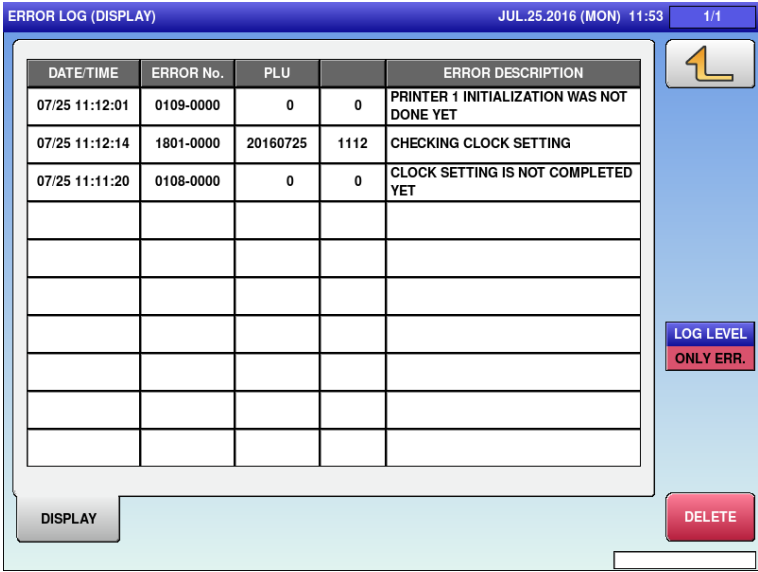 ERROR LOG (DISPLAY) JUL.25.2016 (MON) 11:53 1/1
DATE/TIME ERROR No. PLU ERROR DESCRIPTION
07/25 11:12:01 0109-0000 0 0 PRINTER 1 INITIALIZATION WAS NOT
DONE YET
07/25 11:12:14 1801-0000 20160725 1112 CHECKING CLOCK SETTING
07/25 11:11:20 0108-0000 0 0 CLOCK SETTING IS NOT COMPLETED
YET
LOG LEVEL
ONLY ERR.
DISPLAY DELETE